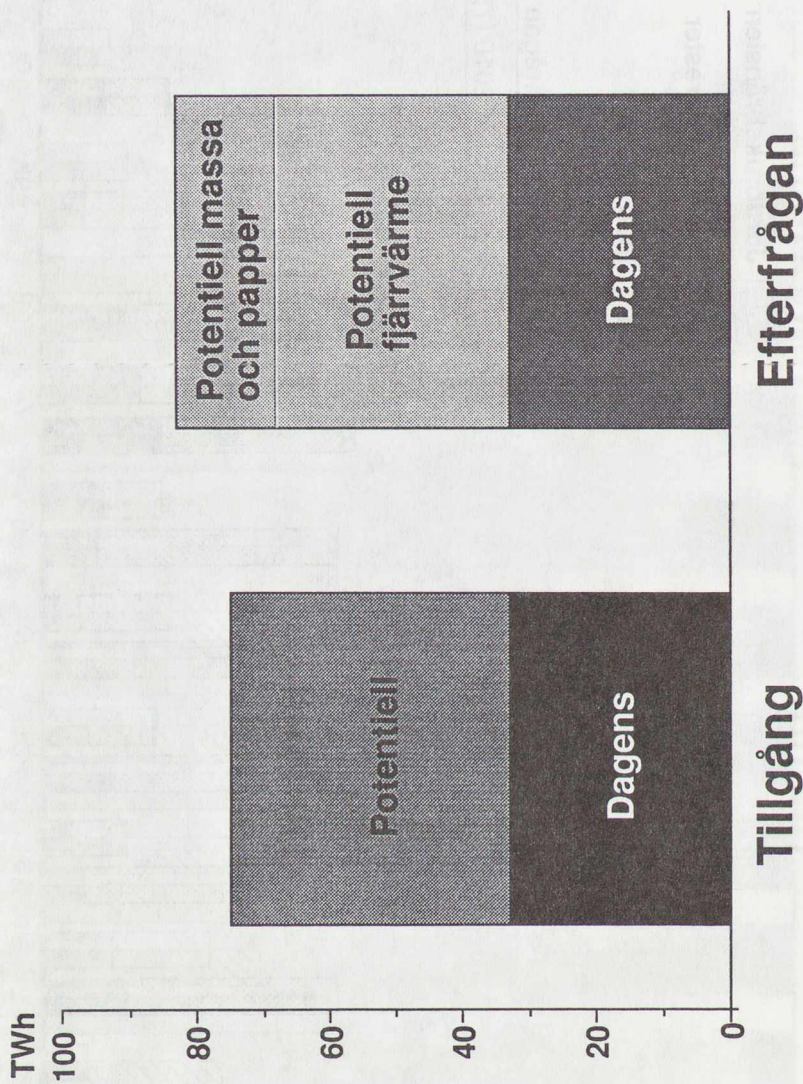 TWh
100
80
60
40
20
0
Potentiell
Dagens
Potentiell massa
och papper
Potentiell
fjärrvärme
Dagens
Tillgång
Efterfrågan